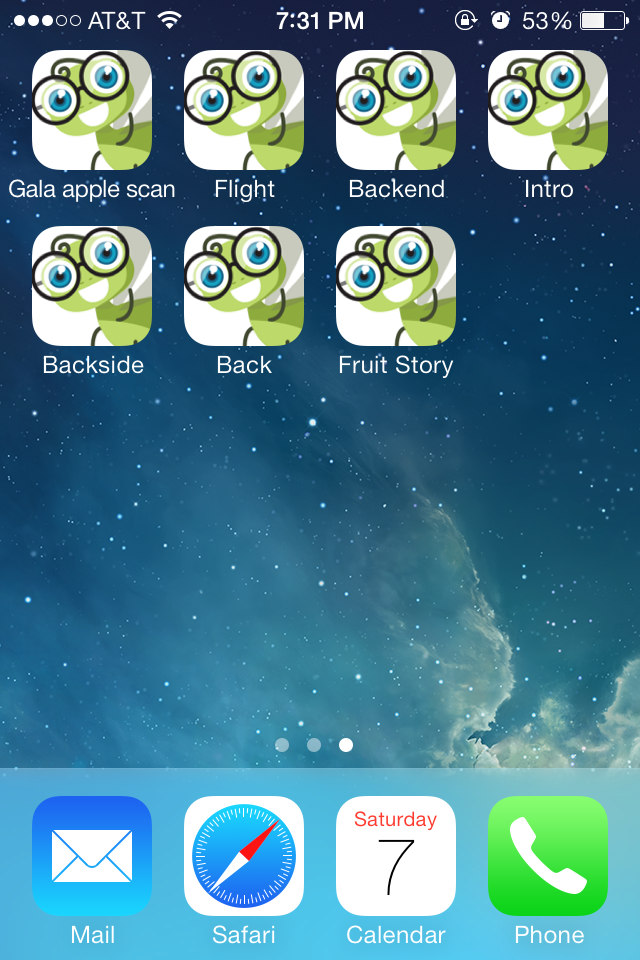 AT&T 7:31 PM 53%
Gala apple scan Flight Backend Intro
Backside Back Fruit Story
Saturday
7
Mail Safari Calendar Phone